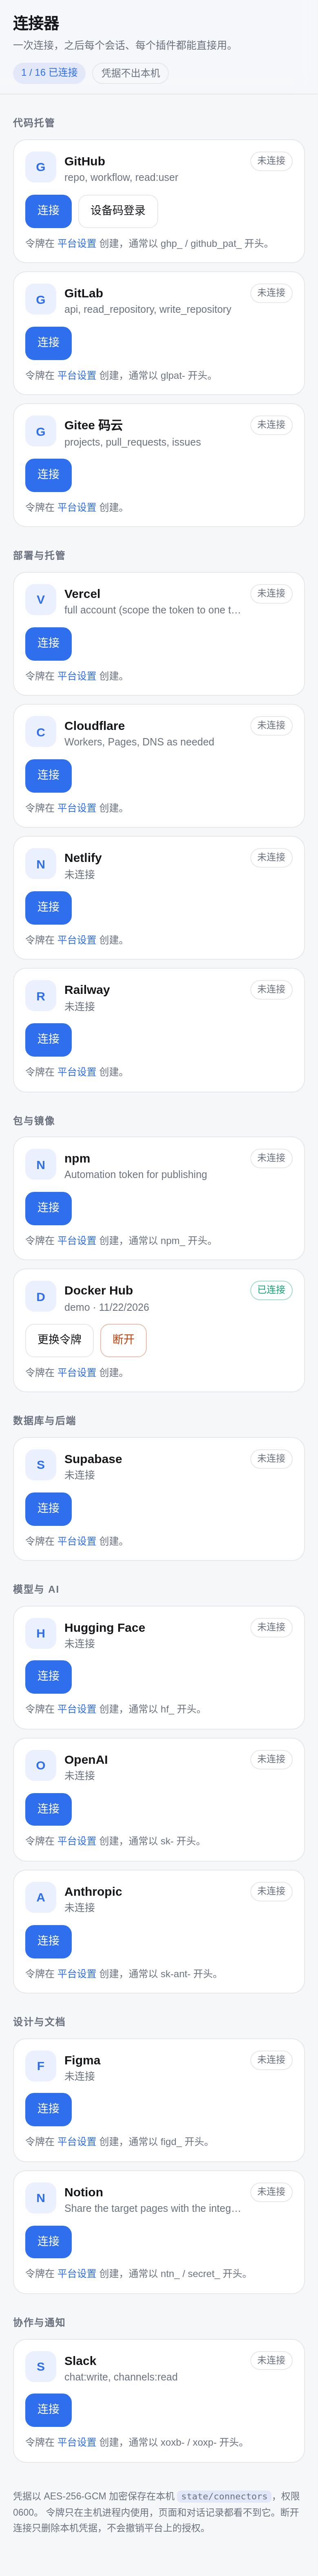 连接器
一次连接，之后每个会话、每个插件都能直接用。
1 / 16 已连接
凭据不出本机
代码托管
G
GitHub
未连接
repo, workflow, read:user
连接
设备码登录
令牌在 平台设置 创建，通常以 ghp_ / github_pat_ 开头。
G
GitLab
未连接
api, read_repository, write_repository
连接
令牌在 平台设置 创建，通常以 glpat- 开头。
G
Gitee 码云
未连接
projects, pull_requests, issues
连接
令牌在 平台设置 创建。
部署与托管
V
Vercel
未连接
full account (scope the token to one t…
连接
令牌在 平台设置 创建。
C
Cloudflare
未连接
Workers, Pages, DNS as needed
连接
令牌在 平台设置 创建。
N
Netlify
未连接
未连接
连接
令牌在 平台设置 创建。
R
Railway
未连接
未连接
连接
令牌在 平台设置 创建。
包与镜像
N
npm
未连接
Automation token for publishing
连接
令牌在 平台设置 创建，通常以 npm_ 开头。
D
Docker Hub
已连接
demo · 11/22/2026
更换令牌
断开
令牌在 平台设置 创建。
数据库与后端
S
Supabase
未连接
未连接
连接
令牌在 平台设置 创建。
模型与 AI
H
Hugging Face
未连接
未连接
连接
令牌在 平台设置 创建，通常以 hf_ 开头。
O
OpenAI
未连接
未连接
连接
令牌在 平台设置 创建，通常以 sk- 开头。
A
Anthropic
未连接
未连接
连接
令牌在 平台设置 创建，通常以 sk-ant- 开头。
设计与文档
F
Figma
未连接
未连接
连接
令牌在 平台设置 创建，通常以 figd_ 开头。
N
Notion
未连接
Share the target pages with the integ…
连接
令牌在 平台设置 创建，通常以 ntn_ / secret_ 开头。
协作与通知
S
Slack
未连接
chat:write, channels:read
连接
令牌在 平台设置 创建，通常以 xoxb- / xoxp- 开头。
凭据以 AES-256-GCM 加密保存在本机 state/connectors，权限
0600。 令牌只在主机进程内使用，页面和对话记录都看不到它。断开
连接只删除本机凭据，不会撤销平台上的授权。